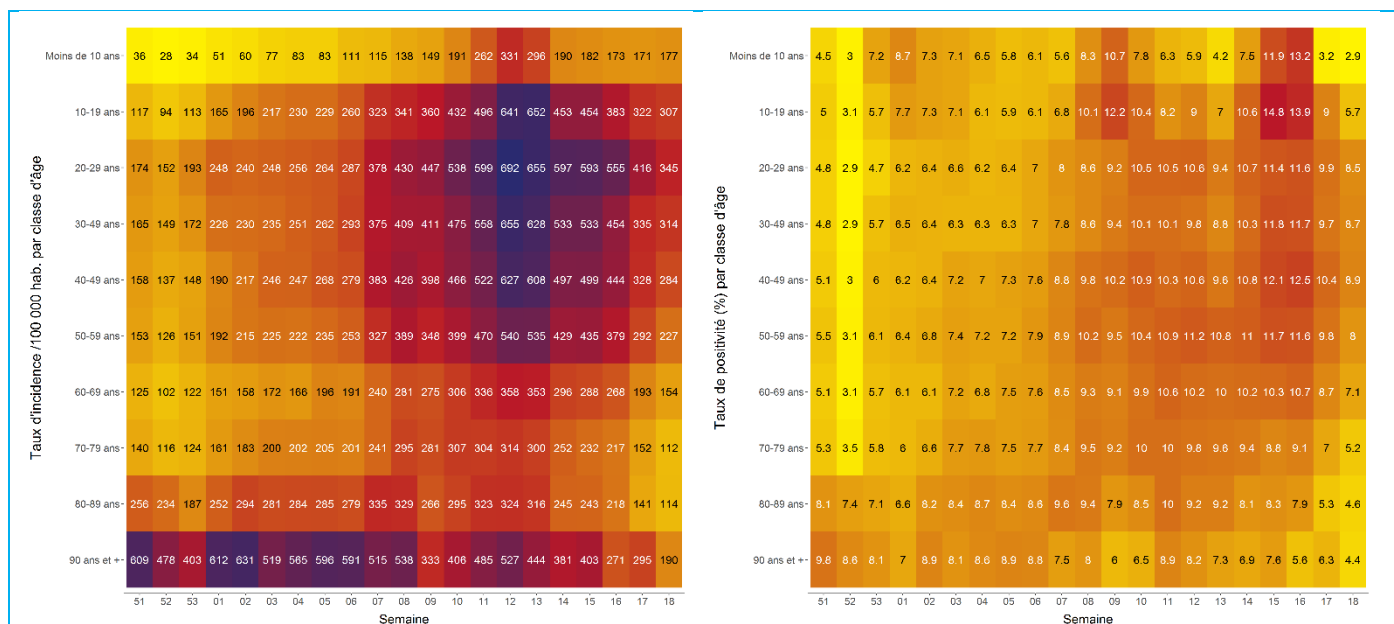 Taux d'incidence /100 000 hab. par classe d'âge
Moins de 10 ans 36 28 34 51 60 77 83 83 111 115 138 149 191 262 331 296 190 182 173 171 177
10-19 ans 117 94 113 165 196 217 230 229 260 323 341 360 432 496 641 652 453 454 383 322 307
20-29 ans 174 152 193 248 240 248 256 264 287 378 430 447 538 599 692 655 597 593 555 416 345
30-49 ans 165 149 172 226 230 235 251 262 293 375 409 411 475 558 655 628 533 533 454 335 314
40-49 ans 158 137 148 190 217 246 247 268 279 383 426 398 466 522 627 608 497 499 444 328 284
50-59 ans 153 126 151 192 215 225 222 235 253 327 389 348 399 470 540 535 429 435 379 292 227
60-69 ans 125 102 122 151 158 172 166 196 191 240 281 275 306 336 358 353 296 288 268 193 154
70-79 ans 140 116 124 161 183 200 202 205 201 241 295 281 307 304 314 300 252 232 217 152 112
80-89 ans 256 234 187 252 294 281 284 285 279 335 329 266 295 323 324 316 245 243 218 141 114
90 ans et + 609 478 403 612 631 519 565 596 591 515 538 333 406 485 527 444 381 403 271 295 190
51 52 53 01 02 03 04 05 06 07 08 09 10 11 12 13 14 15 16 17 18
Semaine
Taux de positivité (%) par classe d'âge
Moins de 10 ans 4.5 3 7.2 8.7 7.3 7.1 6.5 5.8 6.1 5.6 8.3 10.7 7.8 6.3 5.9 4.2 7.5 11.9 13.2 3.2 2.9
10-19 ans 5 3.1 5.7 7.7 7.3 7.1 6.1 5.9 6.1 6.8 10.1 12.2 10.4 8.2 9 7 10.6 14.8 13.9 9 5.7
20-29 ans 4.8 2.9 4.7 6.2 6.4 6.6 6.2 6.4 7 8 8.6 9.2 10.5 10.5 10.6 9.4 10.7 11.4 11.6 9.9 8.5
30-49 ans 4.8 2.9 5.7 6.5 6.4 6.3 6.3 6.3 7 7.8 8.6 9.4 10.1 10.1 9.8 8.8 10.3 11.8 11.7 9.7 8.7
40-49 ans 5.1 3 6 6.2 6.4 7.2 7 7.3 7.6 8.8 9.8 10.2 10.9 10.3 10.6 9.6 10.8 12.1 12.5 10.4 8.9
50-59 ans 5.5 3.1 6.1 6.4 6.8 7.4 7.2 7.2 7.9 8.9 10.2 9.5 10.4 10.9 11.2 10.8 11 11.7 11.6 9.8 8
60-69 ans 5.1 3.1 5.7 6.1 6.1 7.2 6.8 7.5 7.6 8.5 9.3 9.1 9.9 10.6 10.2 10 10.2 10.3 10.7 8.7 7.1
70-79 ans 5.3 3.5 5.8 6 6.6 7.7 7.8 7.5 7.7 8.4 9.5 9.2 10 10 9.8 9.6 9.4 8.8 9.1 7 5.2
80-89 ans 8.1 7.4 7.1 6.6 8.2 8.4 8.7 8.4 8.6 9.6 9.4 7.9 8.5 10 9.2 9.2 8.1 8.3 7.9 5.3 4.6
90 ans et + 9.8 8.6 8.1 7 8.9 8.1 8.6 8.9 8.8 7.5 8 6 6.5 8.9 8.2 7.3 6.9 7.6 5.6 6.3 4.4
51 52 53 01 02 03 04 05 06 07 08 09 10 11 12 13 14 15 16 17 18
Semaine